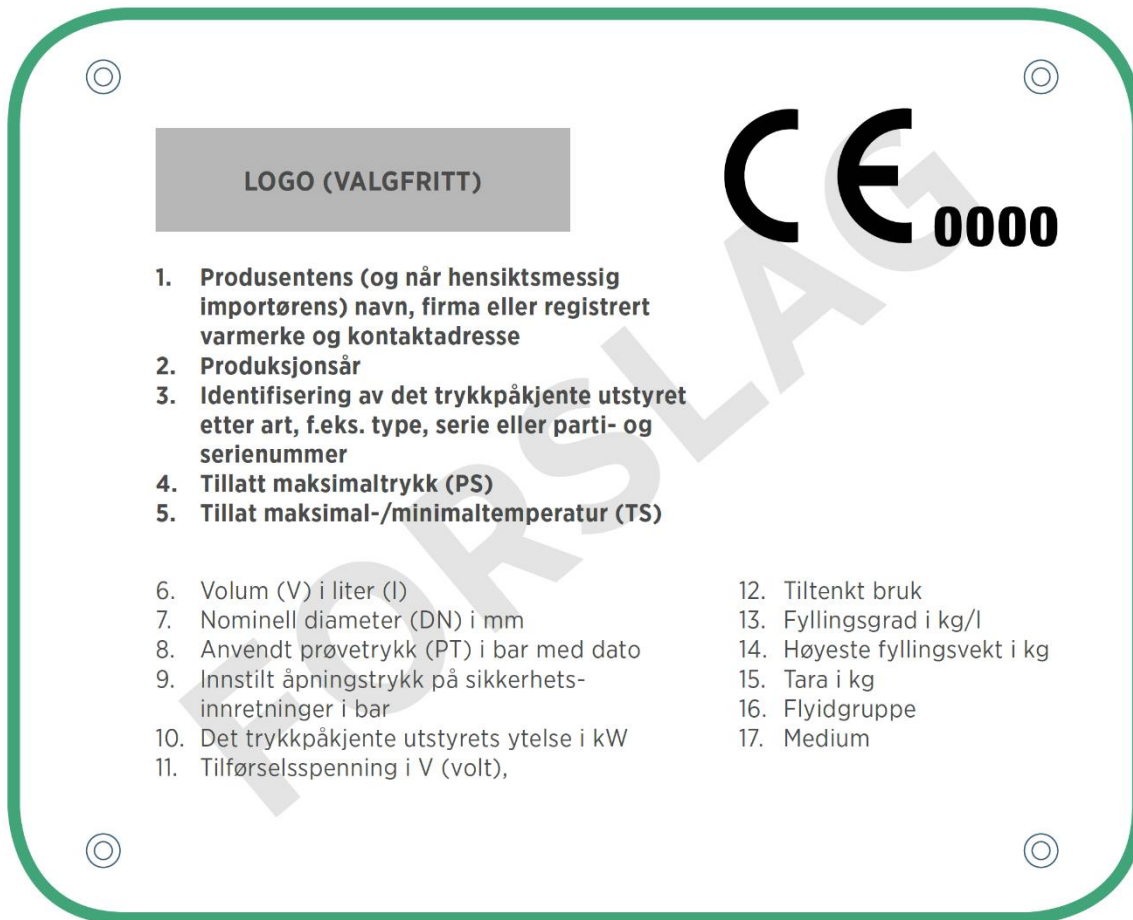 LOGO (VALGFRITT)
CE 0000
1. Produsentens (og når hensiktsmessig
importørens) navn, firma eller registrert
varmerke og kontaktadresse
2. Produksjonsår
3. Identifisering av det trykkpåkjente utstyret
etter art, f.eks. type, serie eller parti- og
serienummer
4. Tillatt maksimaltrykk (PS)
5. Tillat maksimal-/minimaltemperatur (TS)
6. Volum (V) i liter (l)
7. Nominell diameter (DN) i mm
8. Anvendt prøvetrykk (PT) i bar med dato
9. Innstilt åpningstrykk på sikkerhets-
innretninger i bar
10. Det trykkpåkjente utstyrets ytelse i kW
11. Tilførselsspenning i V (volt),
12. Tiltenkt bruk
13. Fyllingsgrad i kg/l
14. Høyeste fyllingsvekt i kg
15. Tara i kg
16. Flyidgruppe
17. Medium
FORSLAG